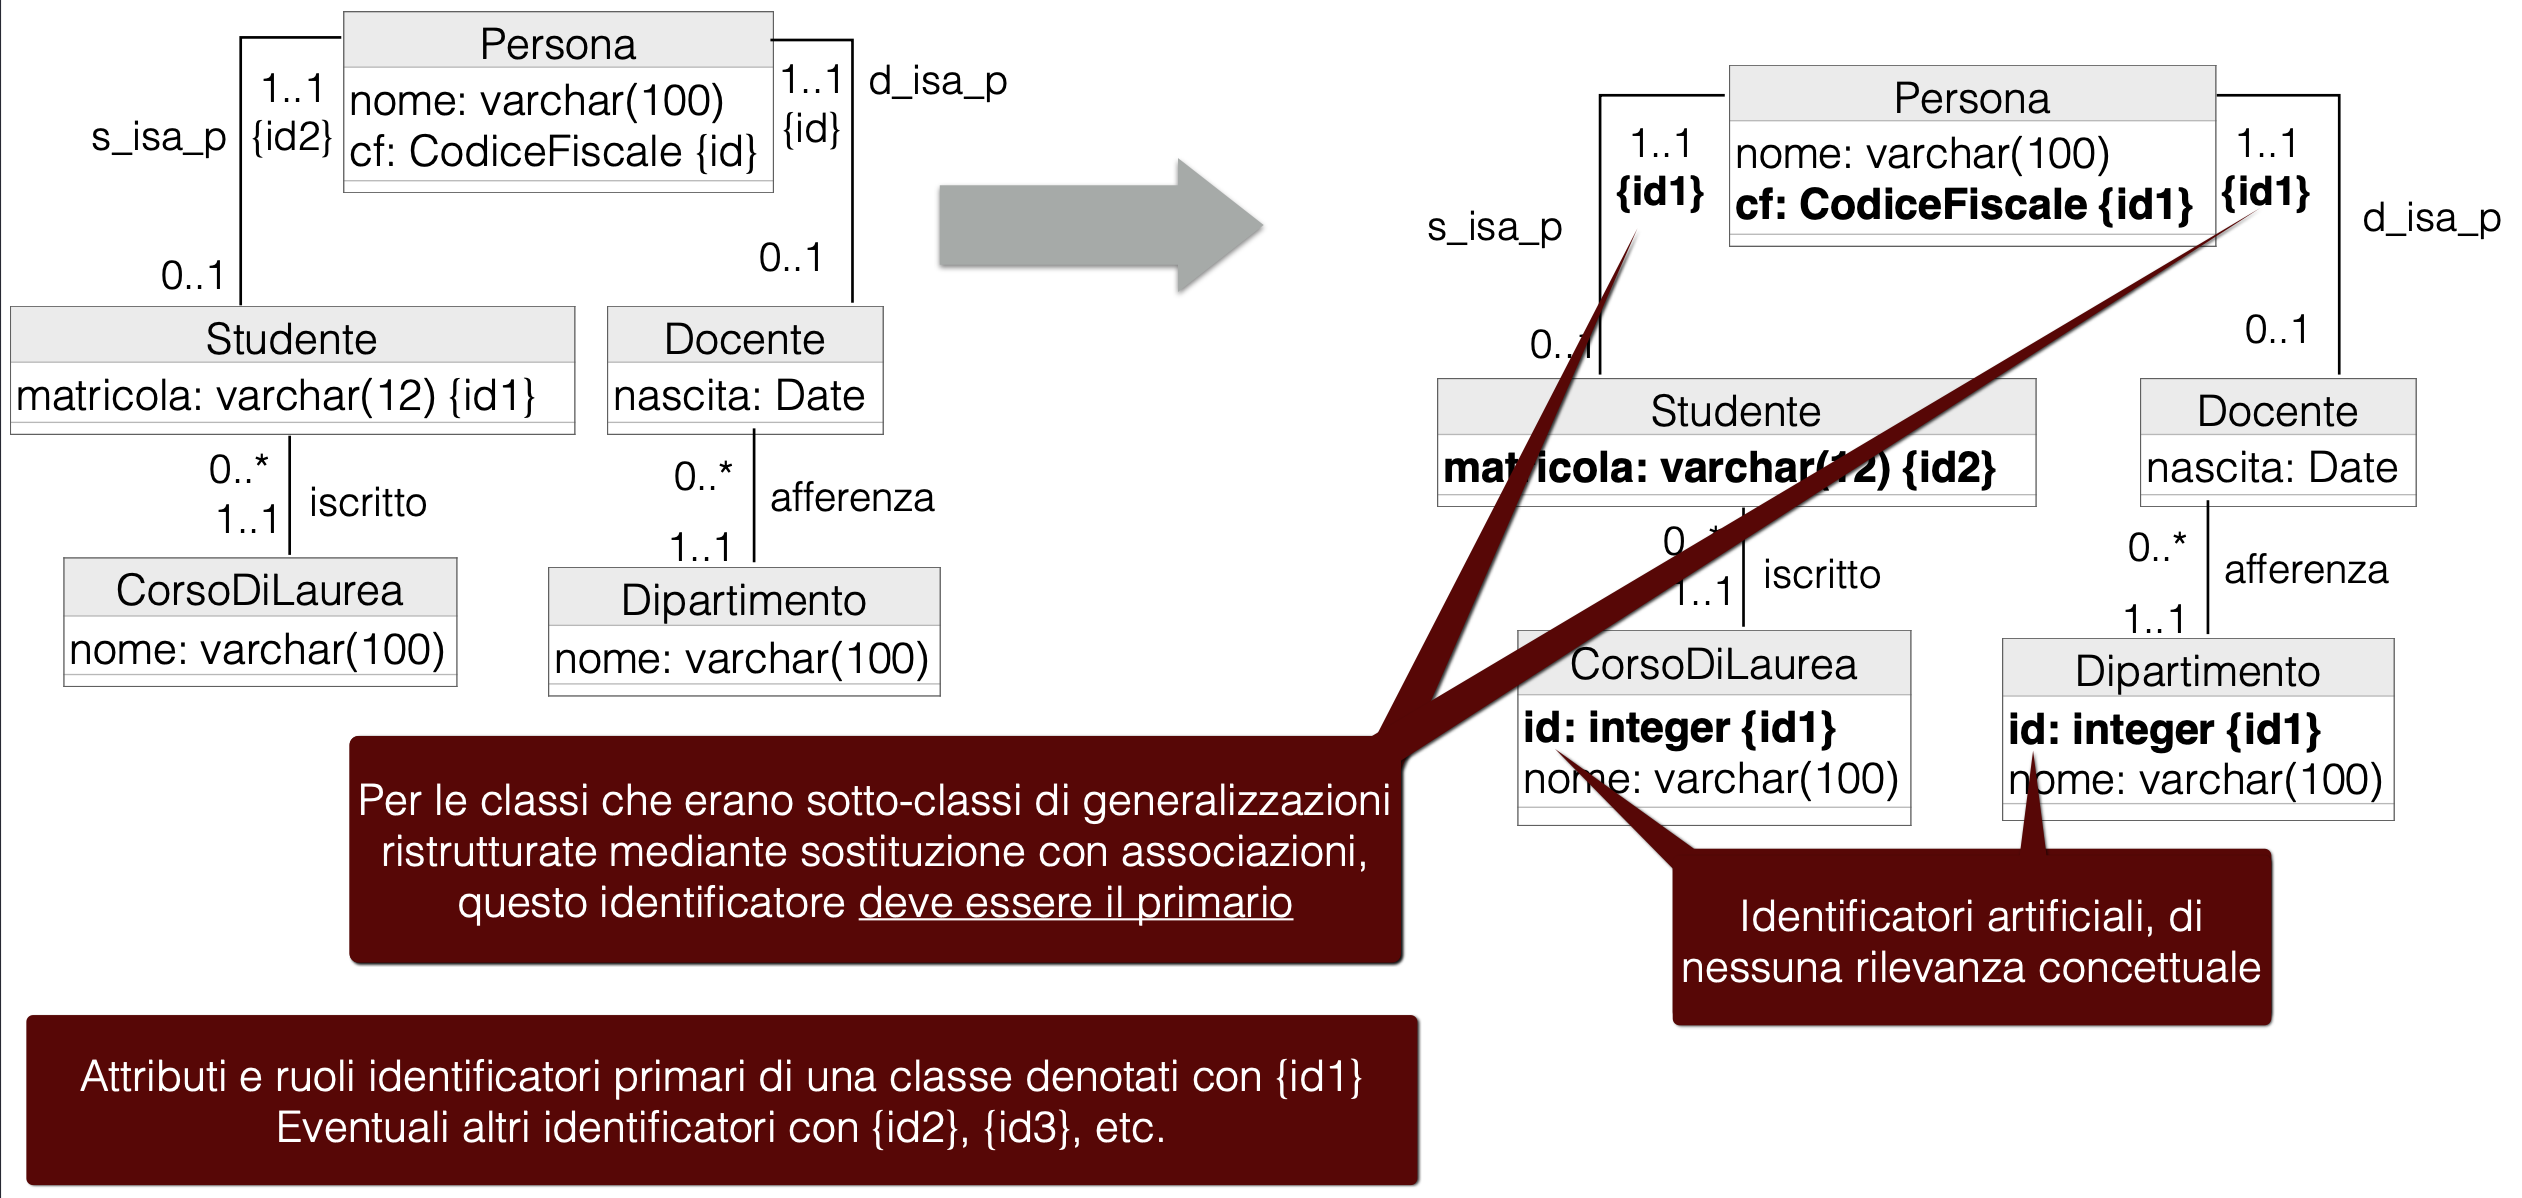 Persona
nome: varchar(100)
cf: CodiceFiscale {id}
1..1
{id2}
s_isa_p
0..1
1..1
{id}
d_isa_p
0..1
Studente
matricola: varchar(12) {id1}
Docente
nascita: Date
0..*
1..1
iscritto
0..*
1..1
afferenza
CorsoDiLaurea
nome: varchar(100)
Dipartimento
nome: varchar(100)
Persona
nome: varchar(100)
cf: CodiceFiscale {id1}
1..1
{id1}
s_isa_p
0..1
1..1
{id1}
d_isa_p
0..1
Studente
matricola: varchar(12) {id2}
Docente
nascita: Date
0..*
1..1
iscritto
0..*
1..1
afferenza
CorsoDiLaurea
id: integer {id1}
nome: varchar(100)
Dipartimento
id: integer {id1}
nome: varchar(100)
Per le classi che erano sotto-classi di generalizzazioni
ristrutturate mediante sostituzione con associazioni,
questo identificatore deve essere il primario
Identificatori artificiali, di
nessuna rilevanza concettuale
Attributi e ruoli identificatori primari di una classe denotati con {id1}
Eventuali altri identificatori con {id2}, {id3}, etc.